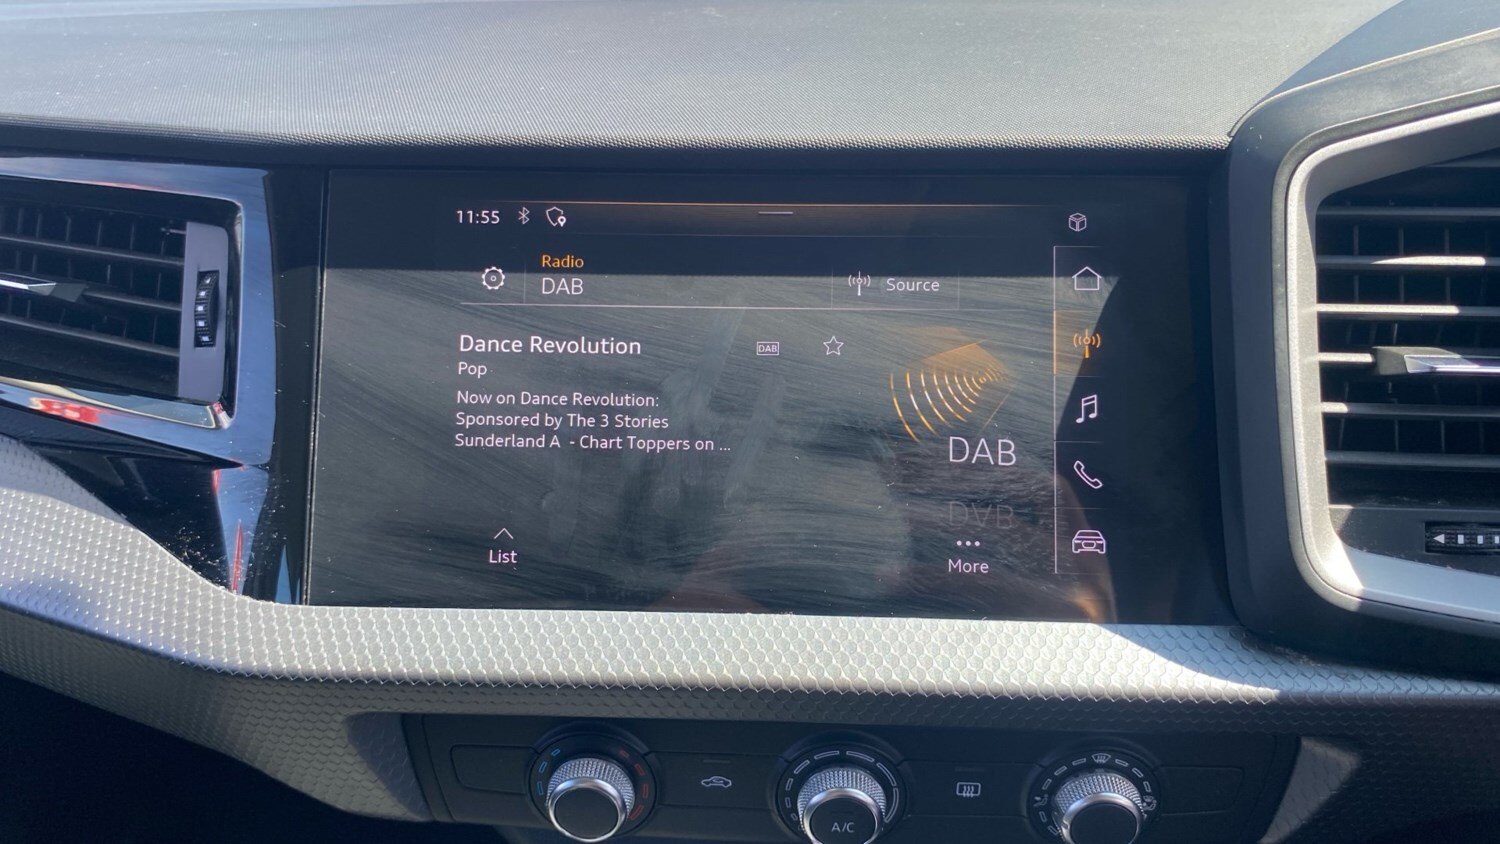 11:55
Radio
DAB
Source
Dance Revolution
DAB
Pop
Now on Dance Revolution:
Sponsored by The 3 Stories
Sunderland A - Chart Toppers on ...
DAB
List
More
A/C